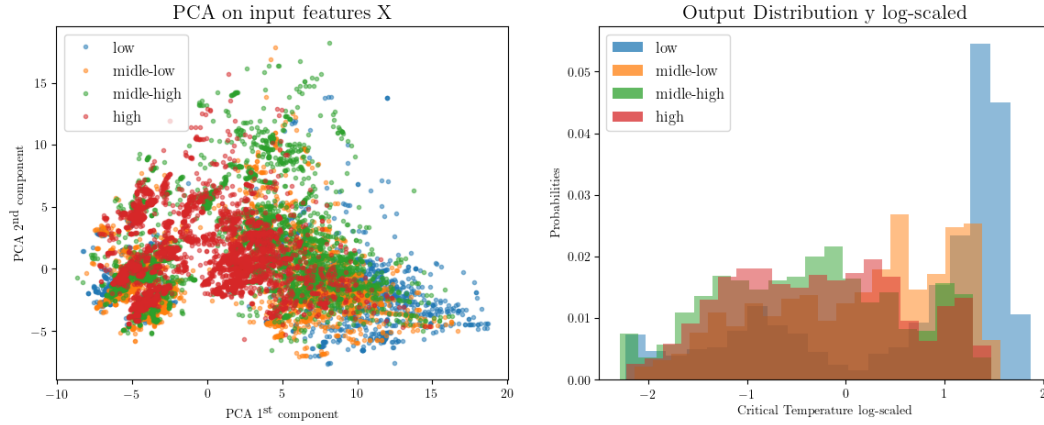 PCA on input features X
low
midle-low
midle-high
high
15
10
5
0
−5
PCA 2nd component
−10
−5
0
5
10
15
20
PCA 1st component
Output Distribution y log-scaled
low
midle-low
midle-high
high
0.05
0.04
0.03
0.02
0.01
0.00
Probabilities
−2
−1
0
1
2
Critical Temperature log-scaled